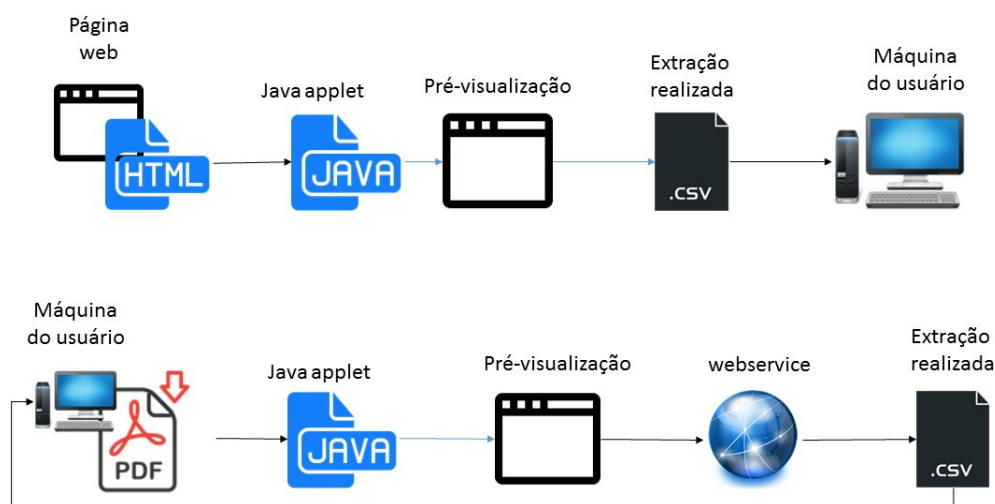 Página
web
Java applet
Pré-visualização
Extração
realizada
Máquina
do usuário
HTML
JAVA
.CSV
Máquina
do usuário
Java applet
Pré-visualização
webservice
Extração
realizada
PDF
JAVA
.CSV